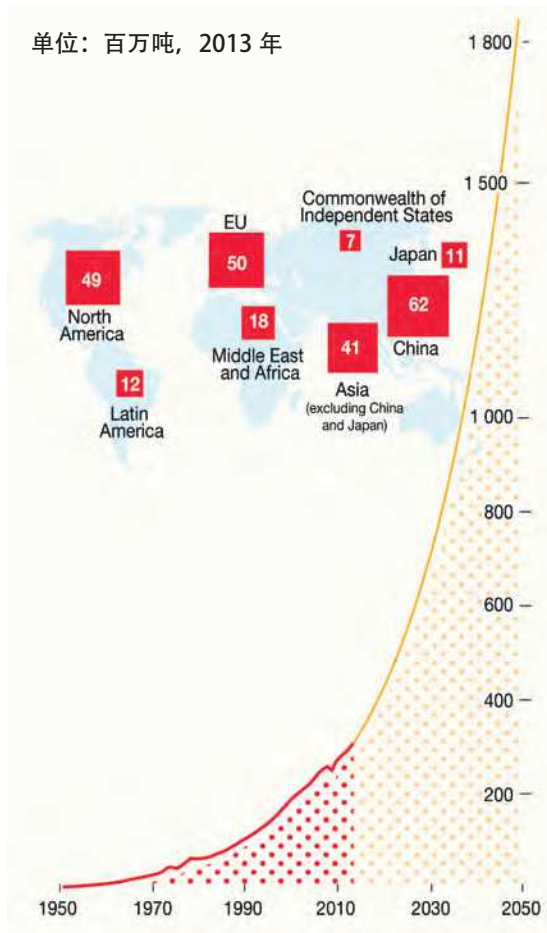 单位：百万吨，2013 年
1 800
1 500
Commonwealth of
Independent States
7
EU
50
Japan
11
49
North
America
62
China
18
Middle East
and Africa
41
Asia
(excluding China
and Japan)
12
Latin
America
1 000
800
600
400
200
1950
1970
1990
2010
2030
2050